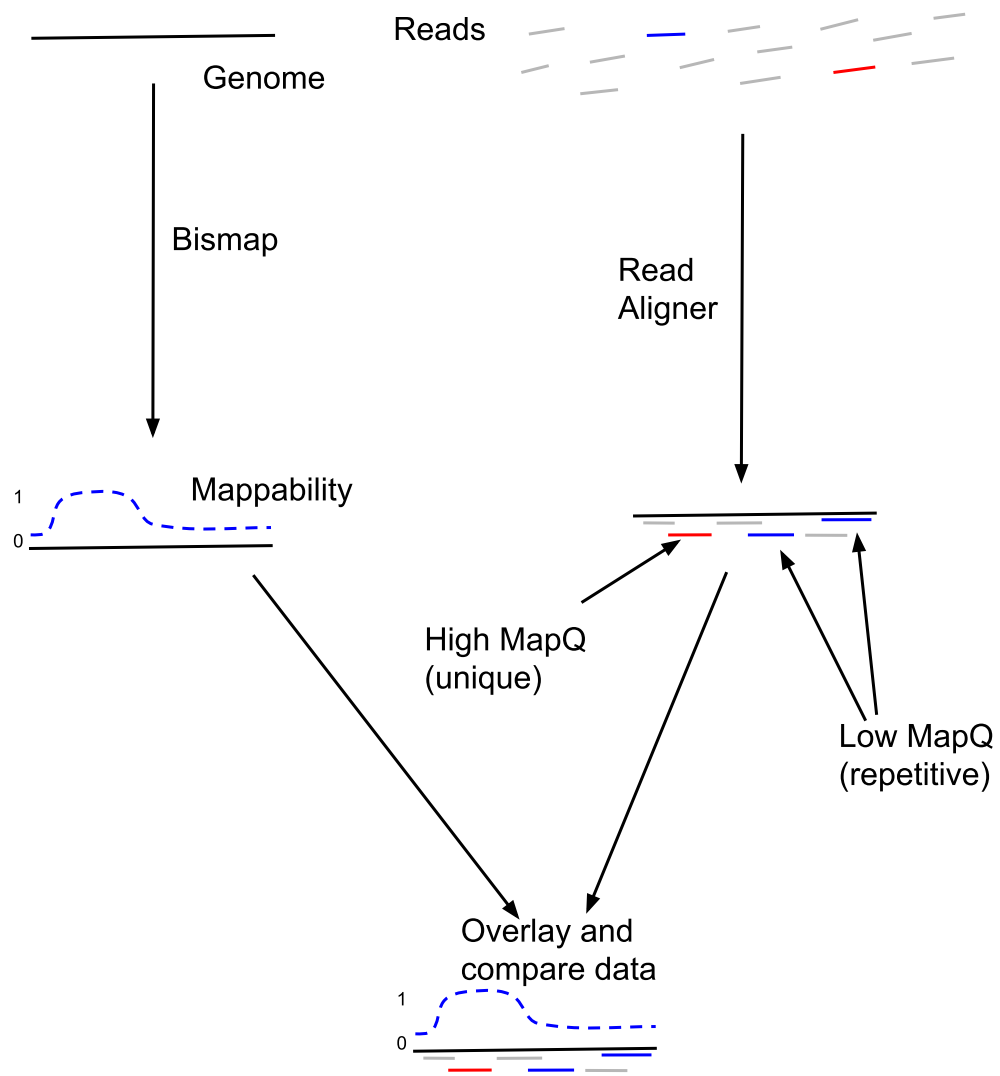 Reads
Genome
Bismap
Read
Aligner
Mappability
1
0
High MapQ
(unique)
Low MapQ
(repetitive)
Overlay and
compare data
1
0